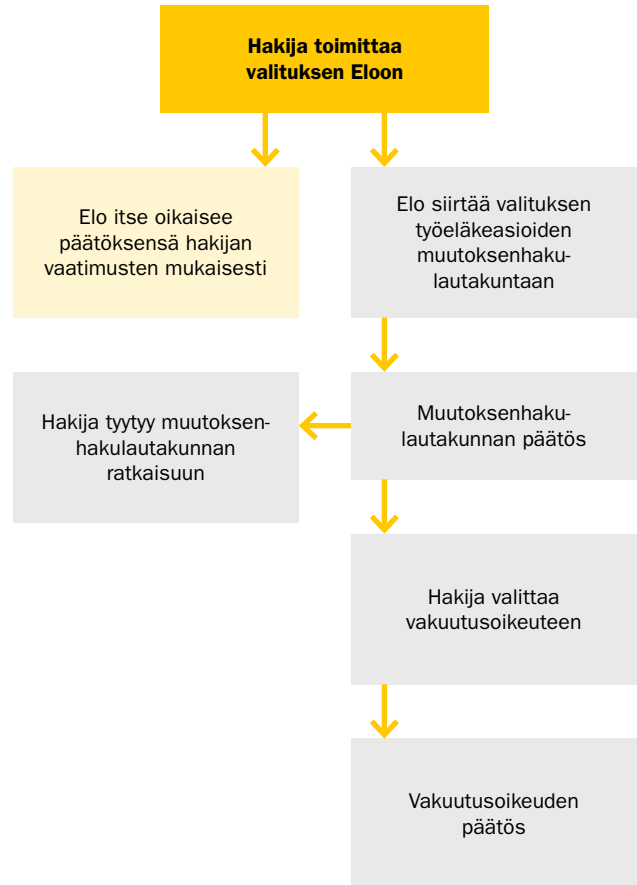 Hakija toimittaa
valituksen Eloon
Elo itse oikaisee
päätöksensä hakijan
vaatimusten mukaisesti
Elo siirtää valituksen
työeläkeasioiden
muutoksenhaku-
lautakuntaan
Hakija tyytyy muutoksen-
hakulautakunnan
ratkaisuun
Muutoksenhaku-
lautakunnan päätös
Hakija valittaa
vakuutusoikeuteen
Vakuutusoikeuden
päätös